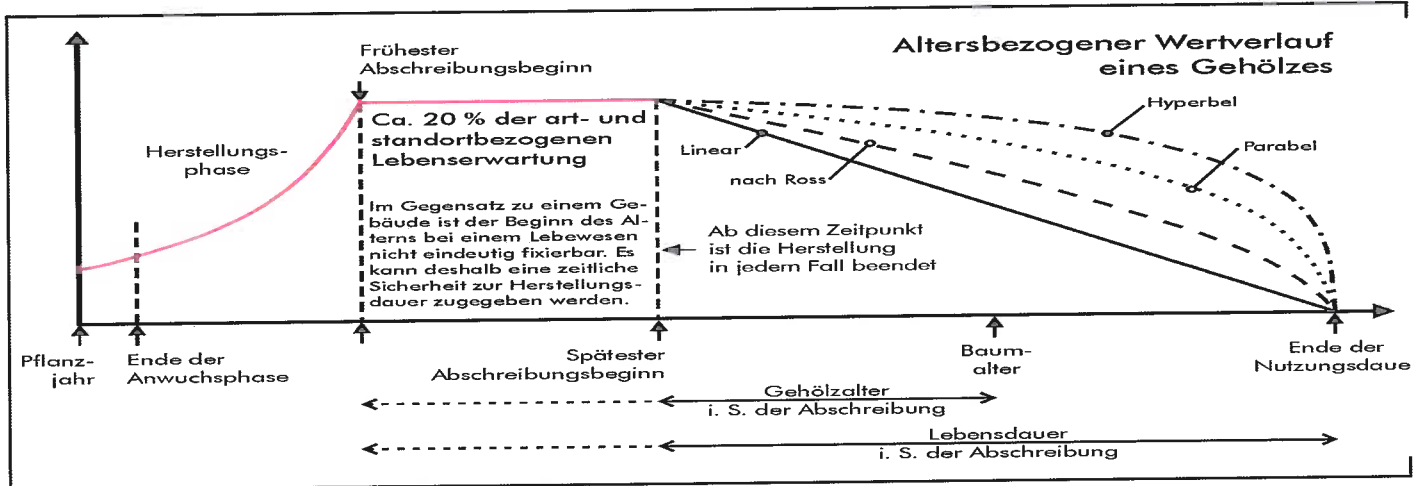 Altersbezogener Wertverlauf
eines Gehölzes
Frühester
Abschreibungsbeginn
Herstellungs-
phase
Ca. 20 % der art- und
standortbezogenen
Lebenserwartung
Im Gegensatz zu einem Ge-
bäude ist der Beginn des Al-
terns bei einem Lebewesen
nicht eindeutig fixierbar. Es
kann deshalb eine zeitliche
Sicherheit zur Herstellungs-
dauer zugegeben werden.
Linear
nach Ross
Hyperbel
Parabel
Ab diesem Zeitpunkt
ist die Herstellung
in jedem Fall beendet
Pflanz-
jahr
Ende der
Anwuchsphase
Spätester
Abschreibungsbeginn
Baum-
alter
Ende der
Nutzungsdaue
Gehölzalter
i. S. der Abschreibung
Lebensdauer
i. S. der Abschreibung